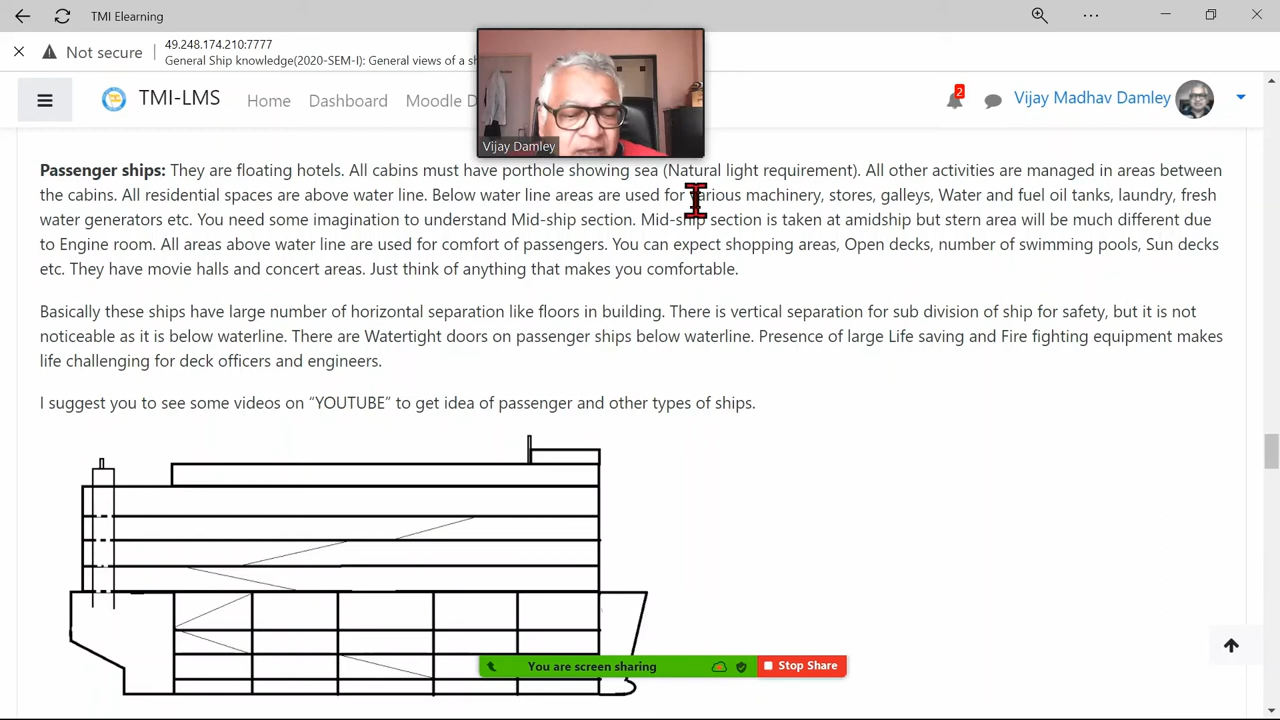 TMI Elearning
Not secure
49.248.174.210:7777
General Ship knowledge(2020-SEM-I): General views of a sh
TMI-LMS
Home
Dashboard
Moodle D
2
Vijay Madhav Damley
Vijay Damley
Passenger ships: They are floating hotels. All cabins must have porthole showing sea (Natural light requirement). All other activities are managed in areas between
the cabins. All residential spaces are above water line. Below water line areas are used for various machinery, stores, galleys, Water and fuel oil tanks, laundry, fresh
water generators etc. You need some imagination to understand Mid-ship section. Mid-ship section is taken at amidship but stern area will be much different due
to Engine room. All areas above water line are used for comfort of passengers. You can expect shopping areas, Open decks, number of swimming pools, Sun decks
etc. They have movie halls and concert areas. Just think of anything that makes you comfortable.
Basically these ships have large number of horizontal separation like floors in building. There is vertical separation for sub division of ship for safety, but it is not
noticeable as it is below waterline. There are Watertight doors on passenger ships below waterline. Presence of large Life saving and Fire fighting equipment makes
life challenging for deck officers and engineers.
I suggest you to see some videos on “YOUTUBE” to get idea of passenger and other types of ships.
You are screen sharing
Stop Share